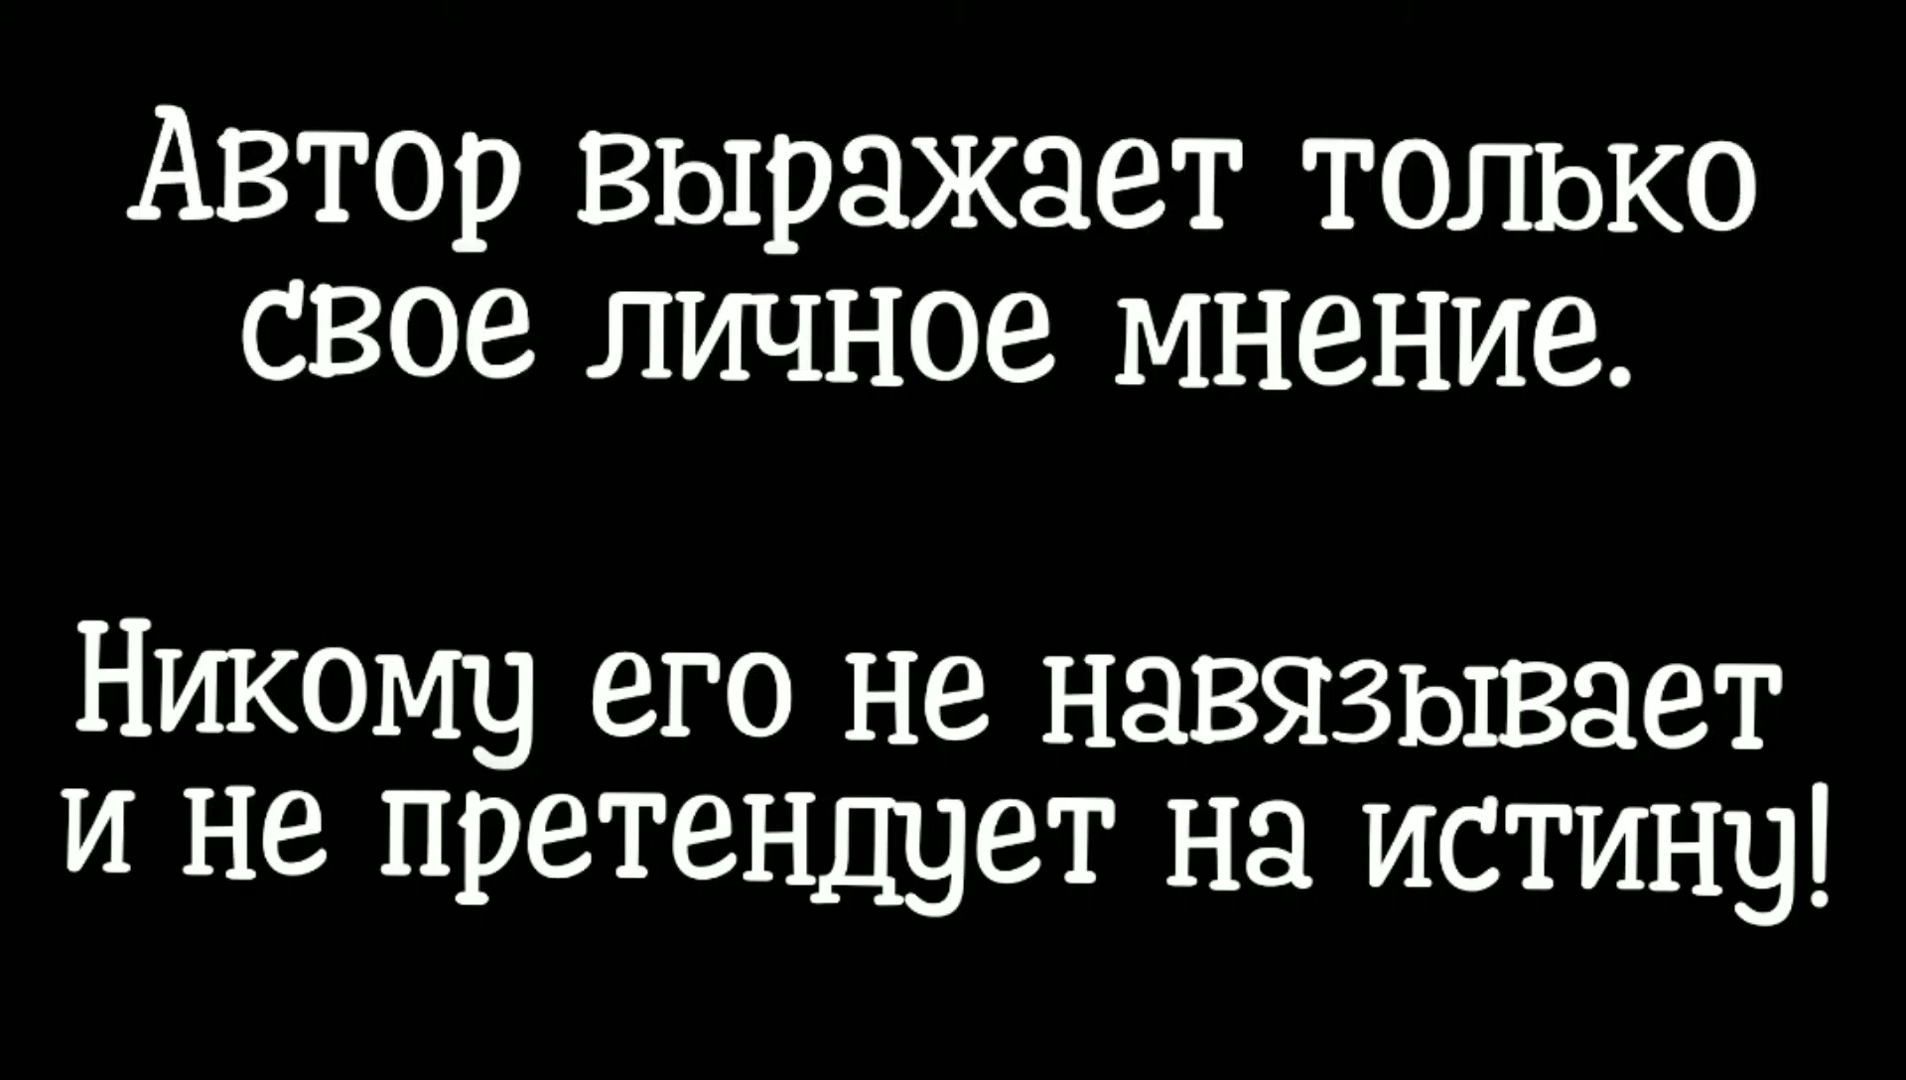 Автор выражает только
свое личное мнение.
Никому его не навязывает
и не претендует на истину!